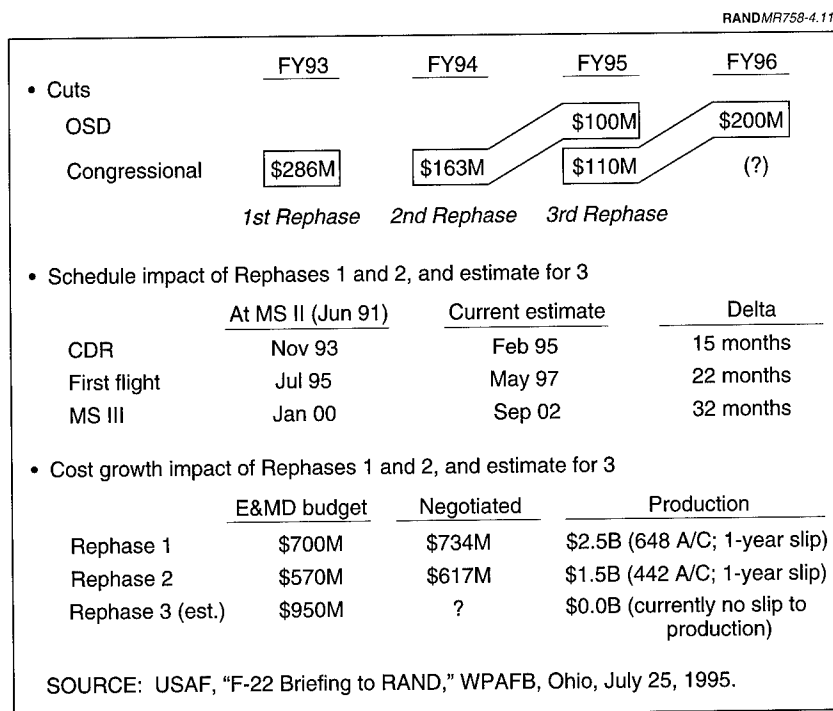 RANDMR758-4.11
FY93 FY94 FY95 FY96
• Cuts
OSD $100M $200M
Congressional $286M $163M $110M (?)
1st Rephase 2nd Rephase 3rd Rephase
• Schedule impact of Rephases 1 and 2, and estimate for 3
At MS II (Jun 91) Current estimate Delta
CDR Nov 93 Feb 95 15 months
First flight Jul 95 May 97 22 months
MS III Jan 00 Sep 02 32 months
• Cost growth impact of Rephases 1 and 2, and estimate for 3
E&MD budget Negotiated Production
Rephase 1 $700M $734M $2.5B (648 A/C; 1-year slip)
Rephase 2 $570M $617M $1.5B (442 A/C; 1-year slip)
Rephase 3 (est.) $950M ? $0.0B (currently no slip to
production)
SOURCE: USAF, “F-22 Briefing to RAND,” WPAFB, Ohio, July 25, 1995.